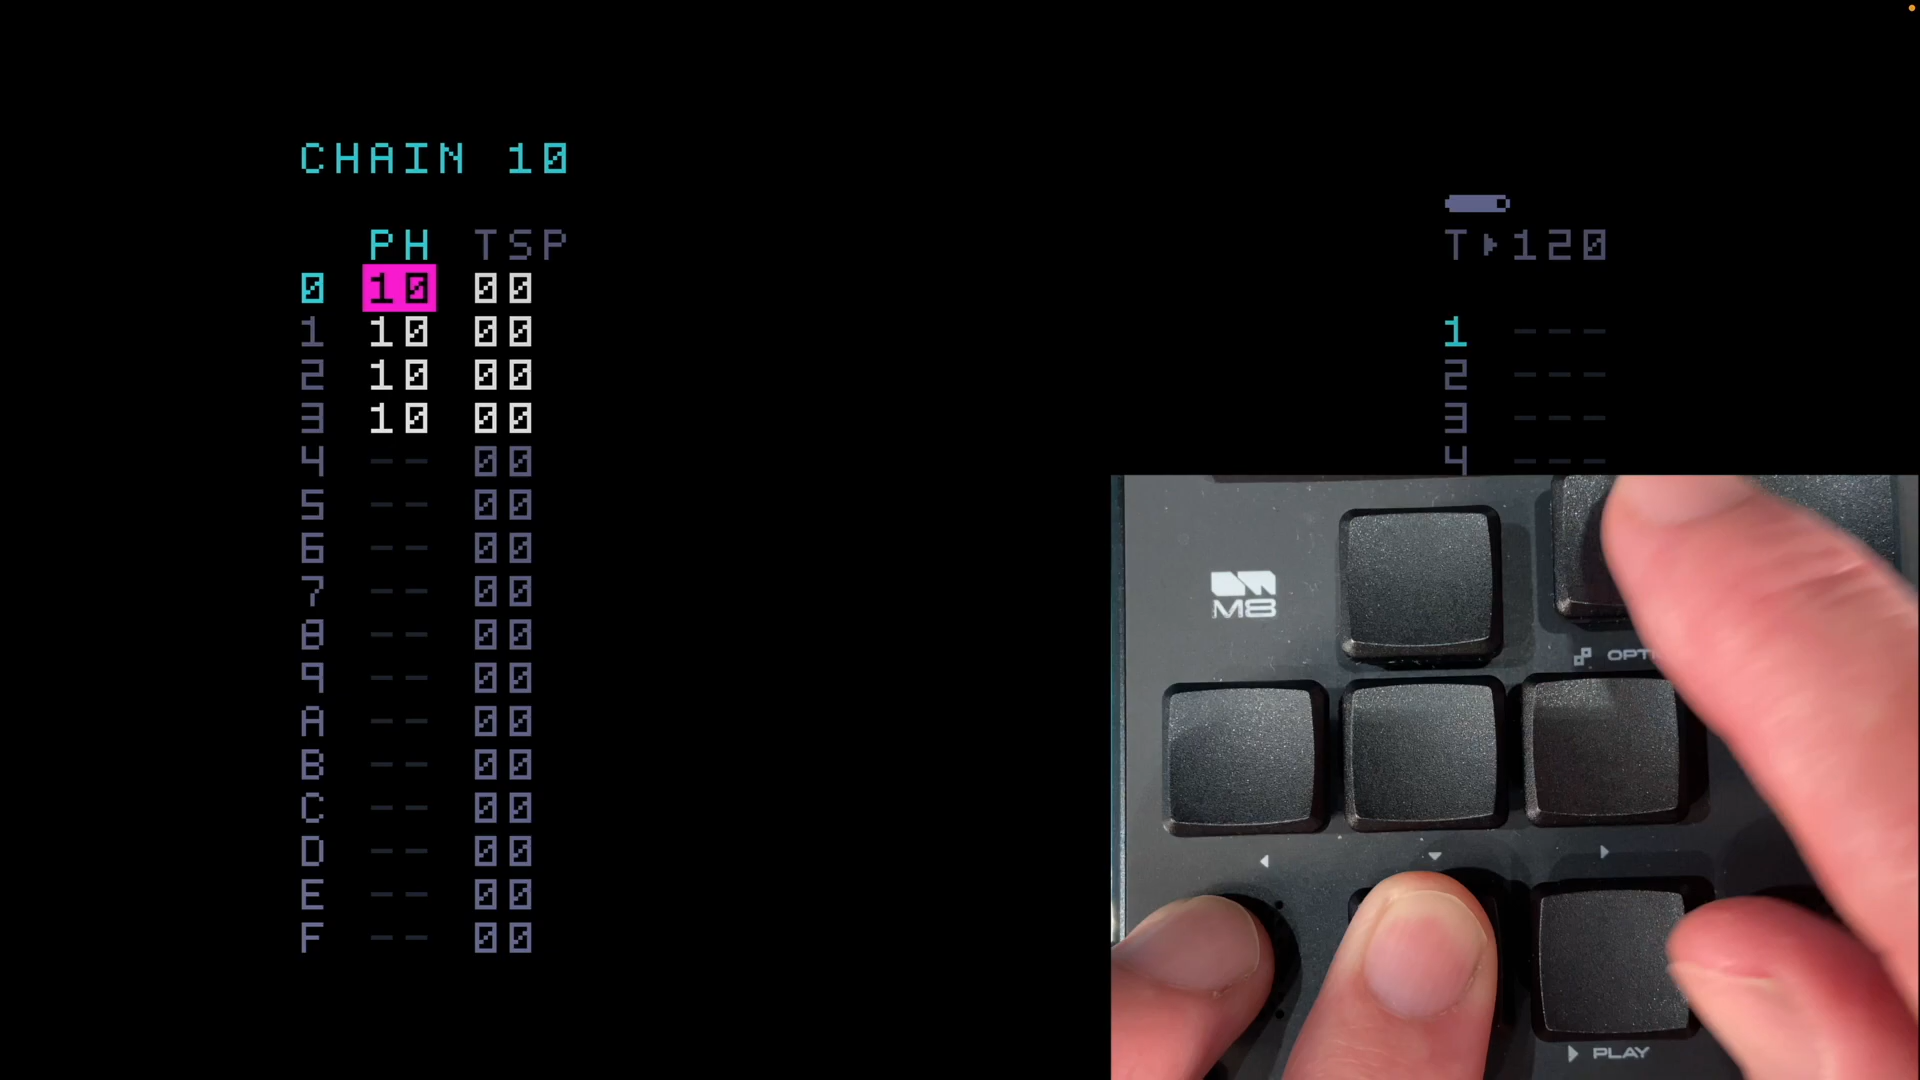 CHAIN 10
PH TSP
0 10 00
1 10 00
2 10 00
3 10 00
4 -- 00
5 -- 00
6 -- 00
7 -- 00
8 -- 00
9 -- 00
A -- 00
B -- 00
C -- 00
D -- 00
E -- 00
F -- 00
T▸120
1 ---
2 ---
3 ---
4 ---
M8
OPT
PLAY